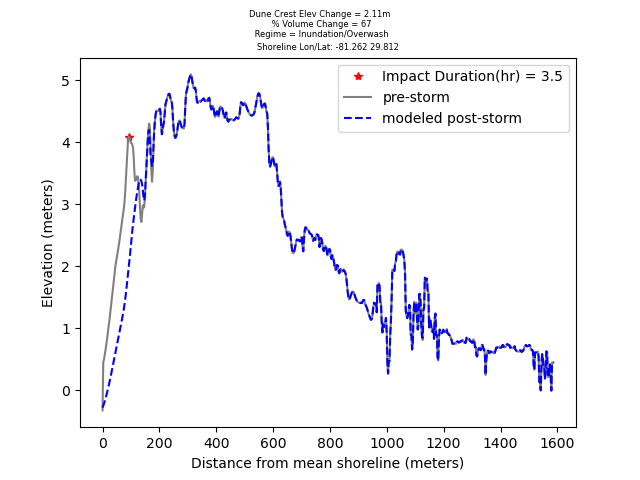 Dune Crest Elev Change = 2.11m
% Volume Change = 67
Regime = Inundation/Overwash
Shoreline Lon/Lat: -81.262 29.812
Impact Duration(hr) = 3.5
pre-storm
modeled post-storm
Elevation (meters)
5
4
3
2
1
0
0 200 400 600 800 1000 1200 1400 1600
Distance from mean shoreline (meters)